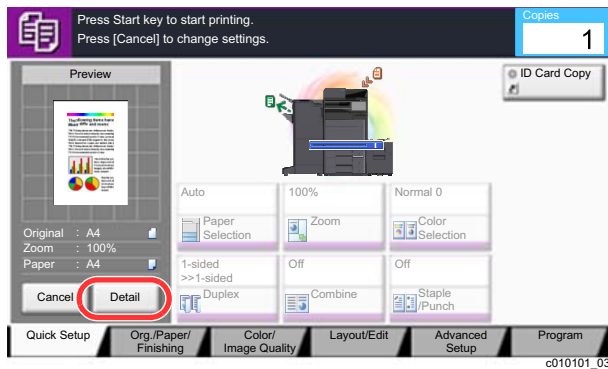 Press Start key to start printing.
Press [Cancel] to change settings.
Copies
1
Preview
ID Card Copy
Original : A4
Zoom : 100%
Paper : A4
Cancel
Detail
Auto
Paper
Selection
100%
Zoom
Normal 0
Color
Selection
1-sided
>>1-sided
Duplex
Off
Combine
Off
Staple
/Punch
Quick Setup
Org./Paper/
Finishing
Color/
Image Quality
Layout/Edit
Advanced
Setup
Program
c010101_03